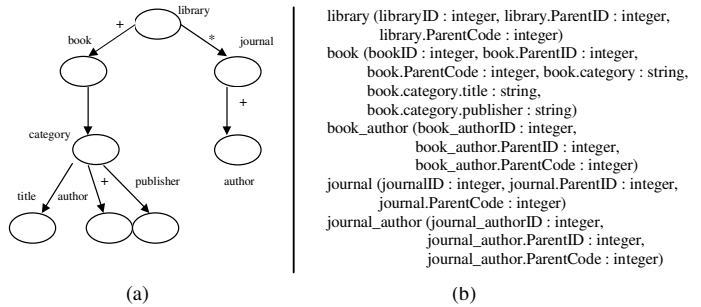 library
+
book
*
journal
+
category
+
publisher
title
author
author
(a)
library (libraryID : integer, library.ParentID : integer,
library.ParentCode : integer)
book (bookID : integer, book.ParentID : integer,
book.ParentCode : integer, book.category : string,
book.category.title : string,
book.category.publisher : string)
book_author (book_authorID : integer,
book_author.ParentID : integer,
book_author.ParentCode : integer)
journal (journalID : integer, journal.ParentID : integer,
journal.ParentCode : integer)
journal_author (journal_authorID : integer,
journal_author.ParentID : integer,
journal_author.ParentCode : integer)
(b)